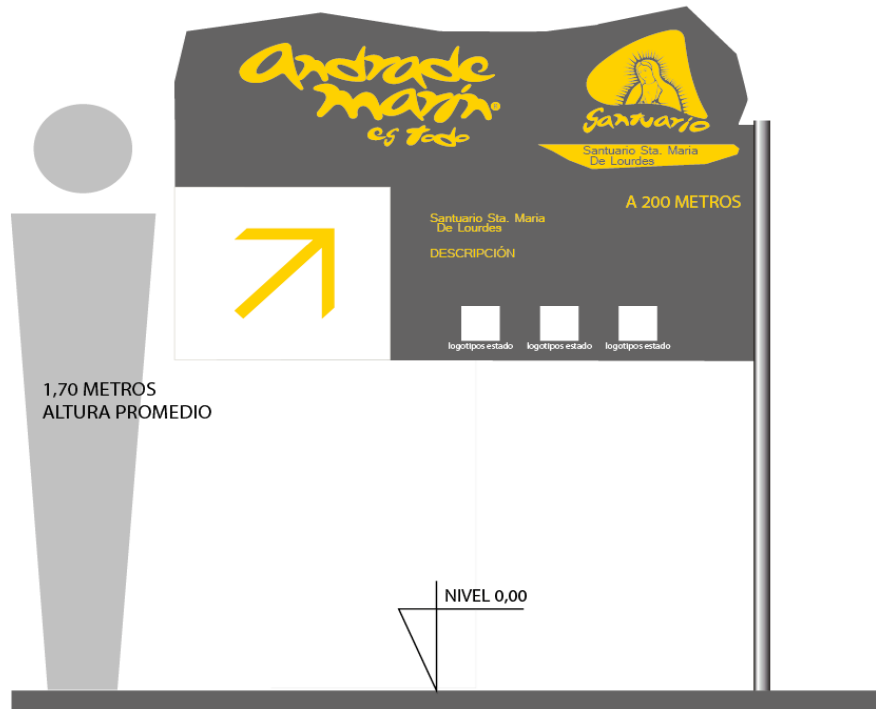 andrade
marín®
es todo
Santuario
Santuario Sta. Maria
De Lourdes
A 200 METROS
Santuario Sta. Maria
De Lourdes
DESCRIPCIÓN
logotipos estado
logotipos estado
logotipos estado
1,70 METROS
ALTURA PROMEDIO
NIVEL 0,00